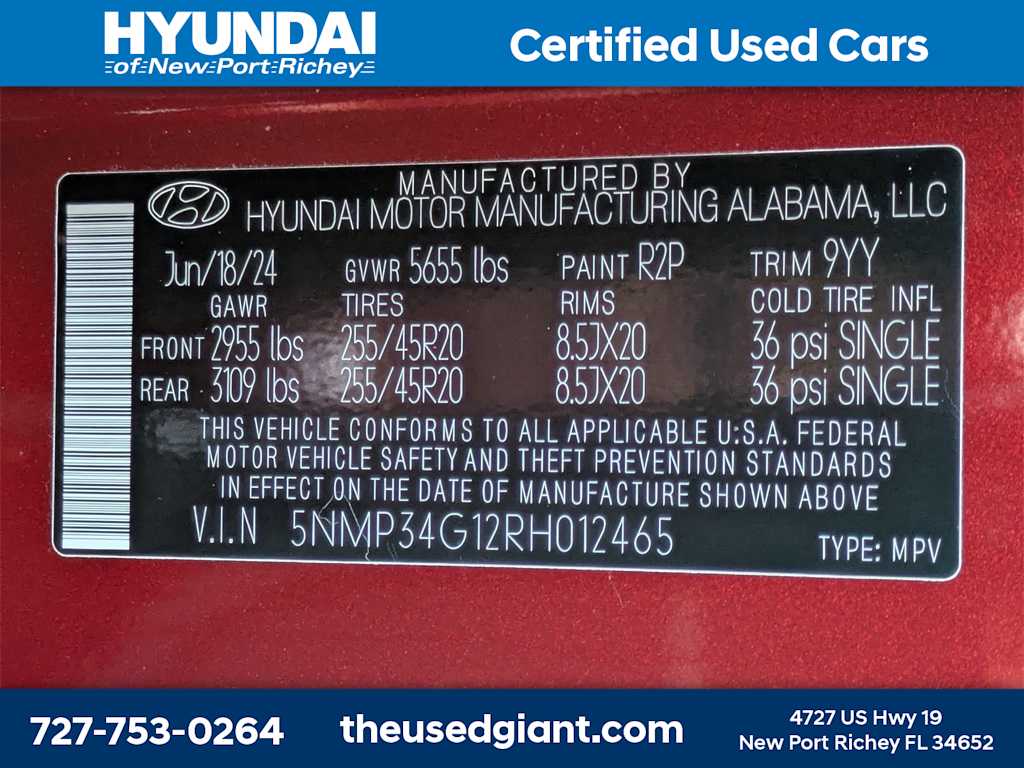 HYUNDAI
of New Port Richey
Certified Used Cars
MANUFACTURED BY
HYUNDAI MOTOR MANUFACTURING ALABAMA, LLC
Jun/18/24 GVWR 5655 lbs PAINT R2P TRIM 9YY
GAWR TIRES RIMS COLD TIRE INFL
FRONT 2955 lbs 255/45R20 8.5JX20 36 psi SINGLE
REAR 3109 lbs 255/45R20 8.5JX20 36 psi SINGLE
THIS VEHICLE CONFORMS TO ALL APPLICABLE U.S.A. FEDERAL
MOTOR VEHICLE SAFETY AND THEFT PREVENTION STANDARDS
IN EFFECT ON THE DATE OF MANUFACTURE SHOWN ABOVE
V.I.N 5NMP34G12RH012465
TYPE: MPV
727-753-0264
theusedgiant.com
4727 US Hwy 19
New Port Richey FL 34652